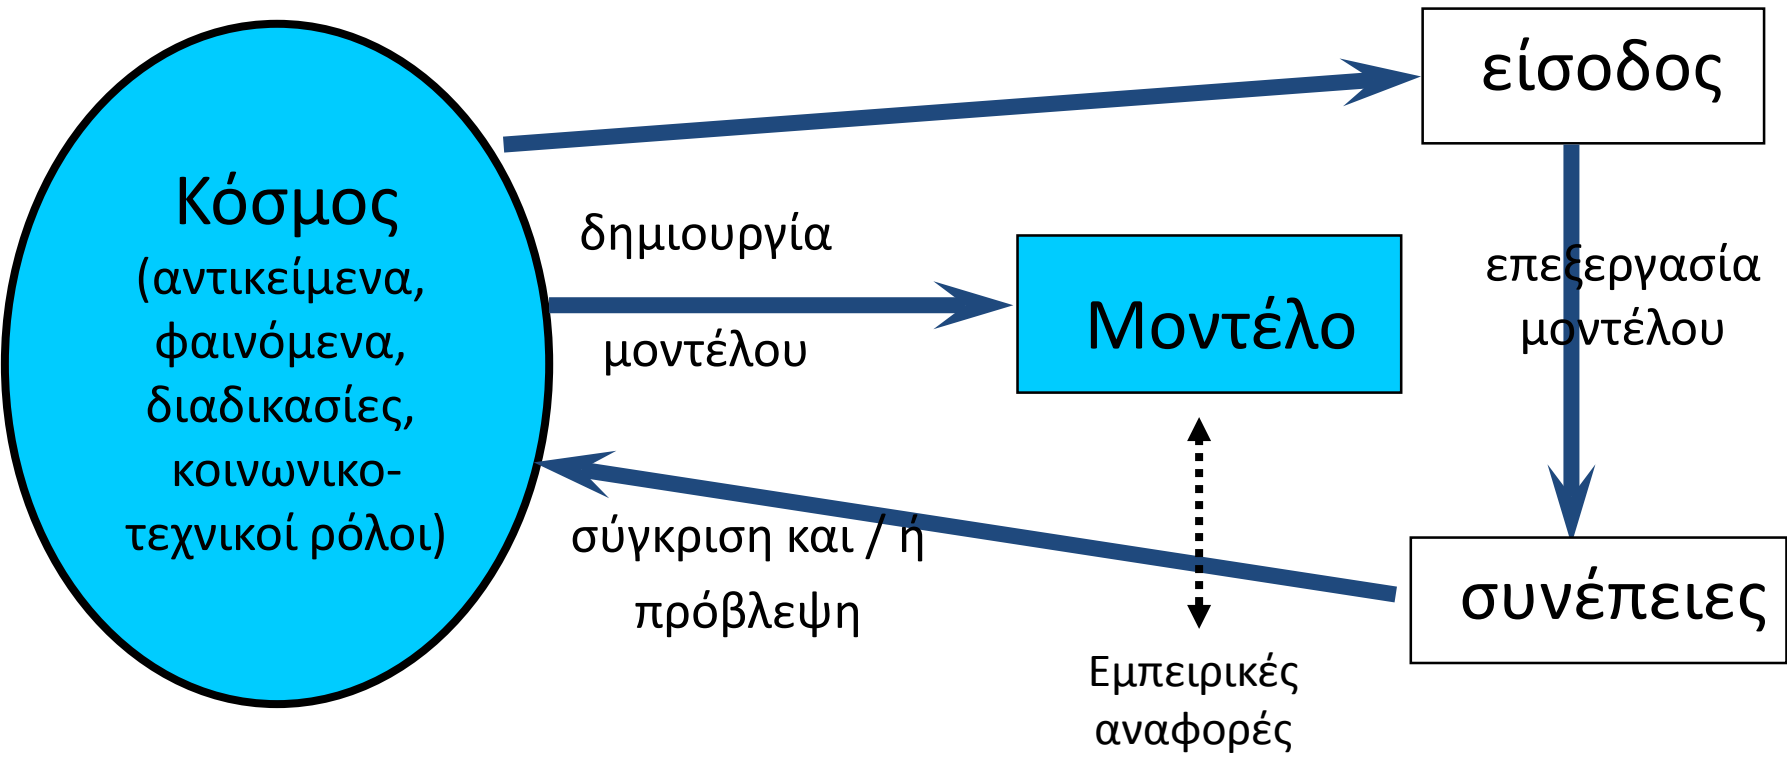 Κόσμος
(αντικείμενα,
φαινόμενα,
διαδικασίες,
κοινωνικο-
τεχνικοί ρόλοι)
δημιουργία
μοντέλου
Μοντέλο
είσοδος
επεξεργασία
μοντέλου
συνέπειες
σύγκριση και / ή
πρόβλεψη
Εμπειρικές
αναφορές